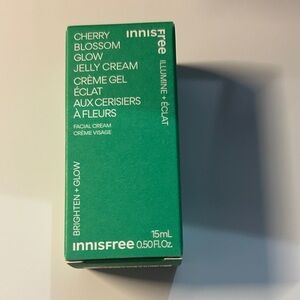 CHERRY
BLOSSOM
GLOW
JELLY CREAM
CRÈME GEL
ÉCLAT
AUX CERISIERS
À FLEURS
FACIAL CREAM
CRÈME VISAGE
INNISFREE
ILLUMINE + ÉCLAT
BRIGHTEN + GLOW
15mL
INNISFREE 0.50 Fl.Oz.